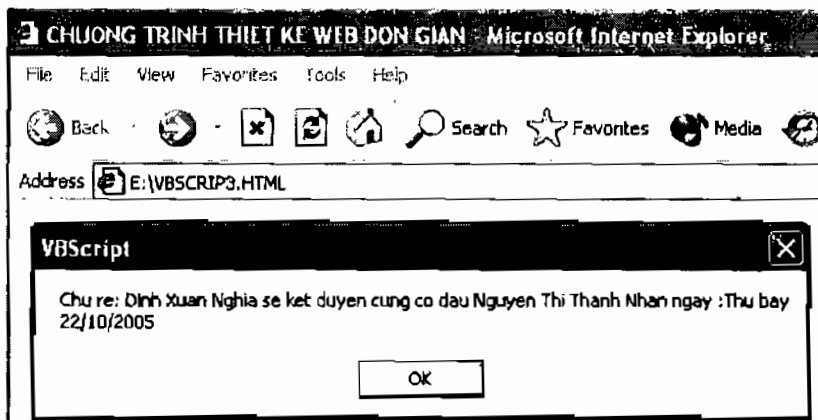 CHUONG TRINH THIET KE WEB DON GIAN - Microsoft Internet Explorer
File Edit View Favorites Tools Help
Back Search Favorites Media
Address E:\VBSCRIP3.HTML
VBScript
Chu re: Dinh Xuan Nghia se ket duyen cung co dau Nguyen Thi Thanh Nhan ngay :Thu bay
22/10/2005
OK